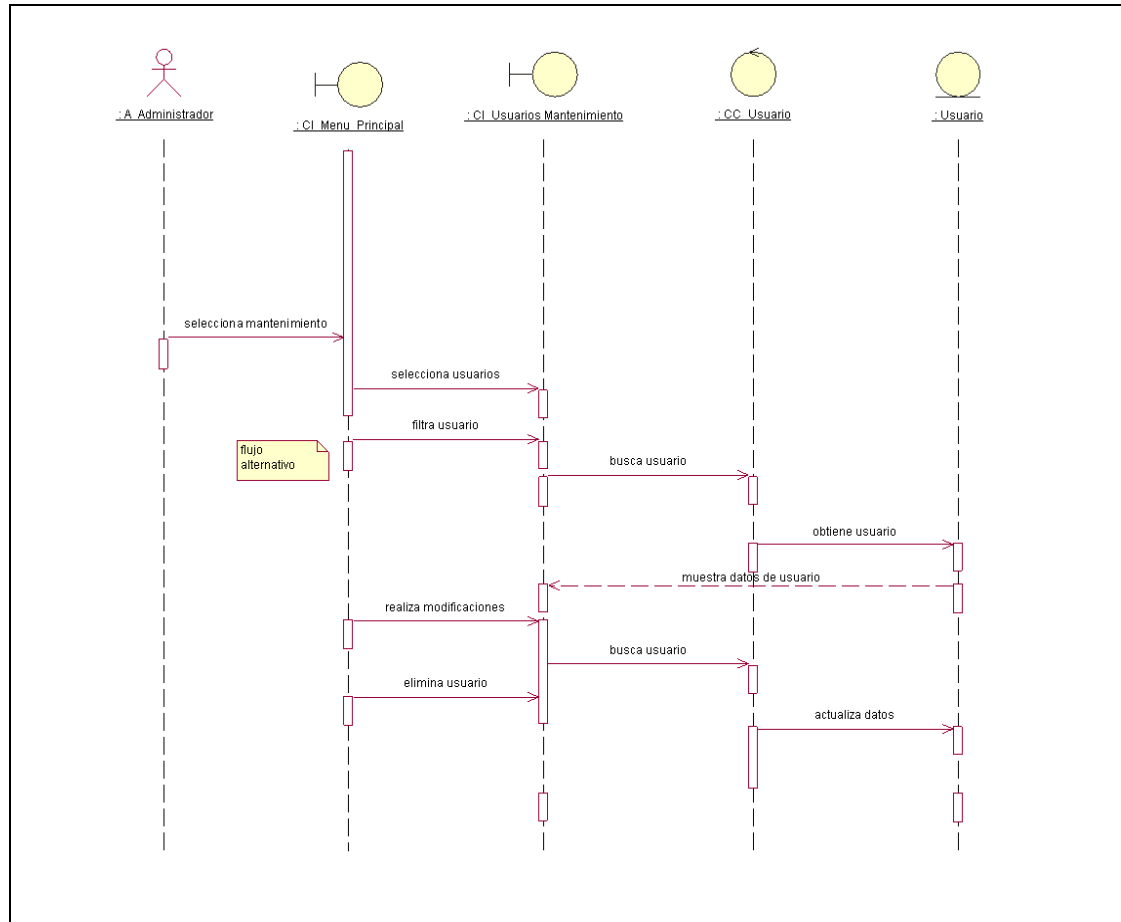 : A_Administrador
: CI_Menu_Principal
: CI_Usuarios Mantenimiento
: CC_Usuario
: Usuario
selecciona mantenimiento
selecciona usuarios
filtra usuario
flujo
alternativo
busca usuario
obtiene usuario
muestra datos de usuario
realiza modificaciones
busca usuario
elimina usuario
actualiza datos